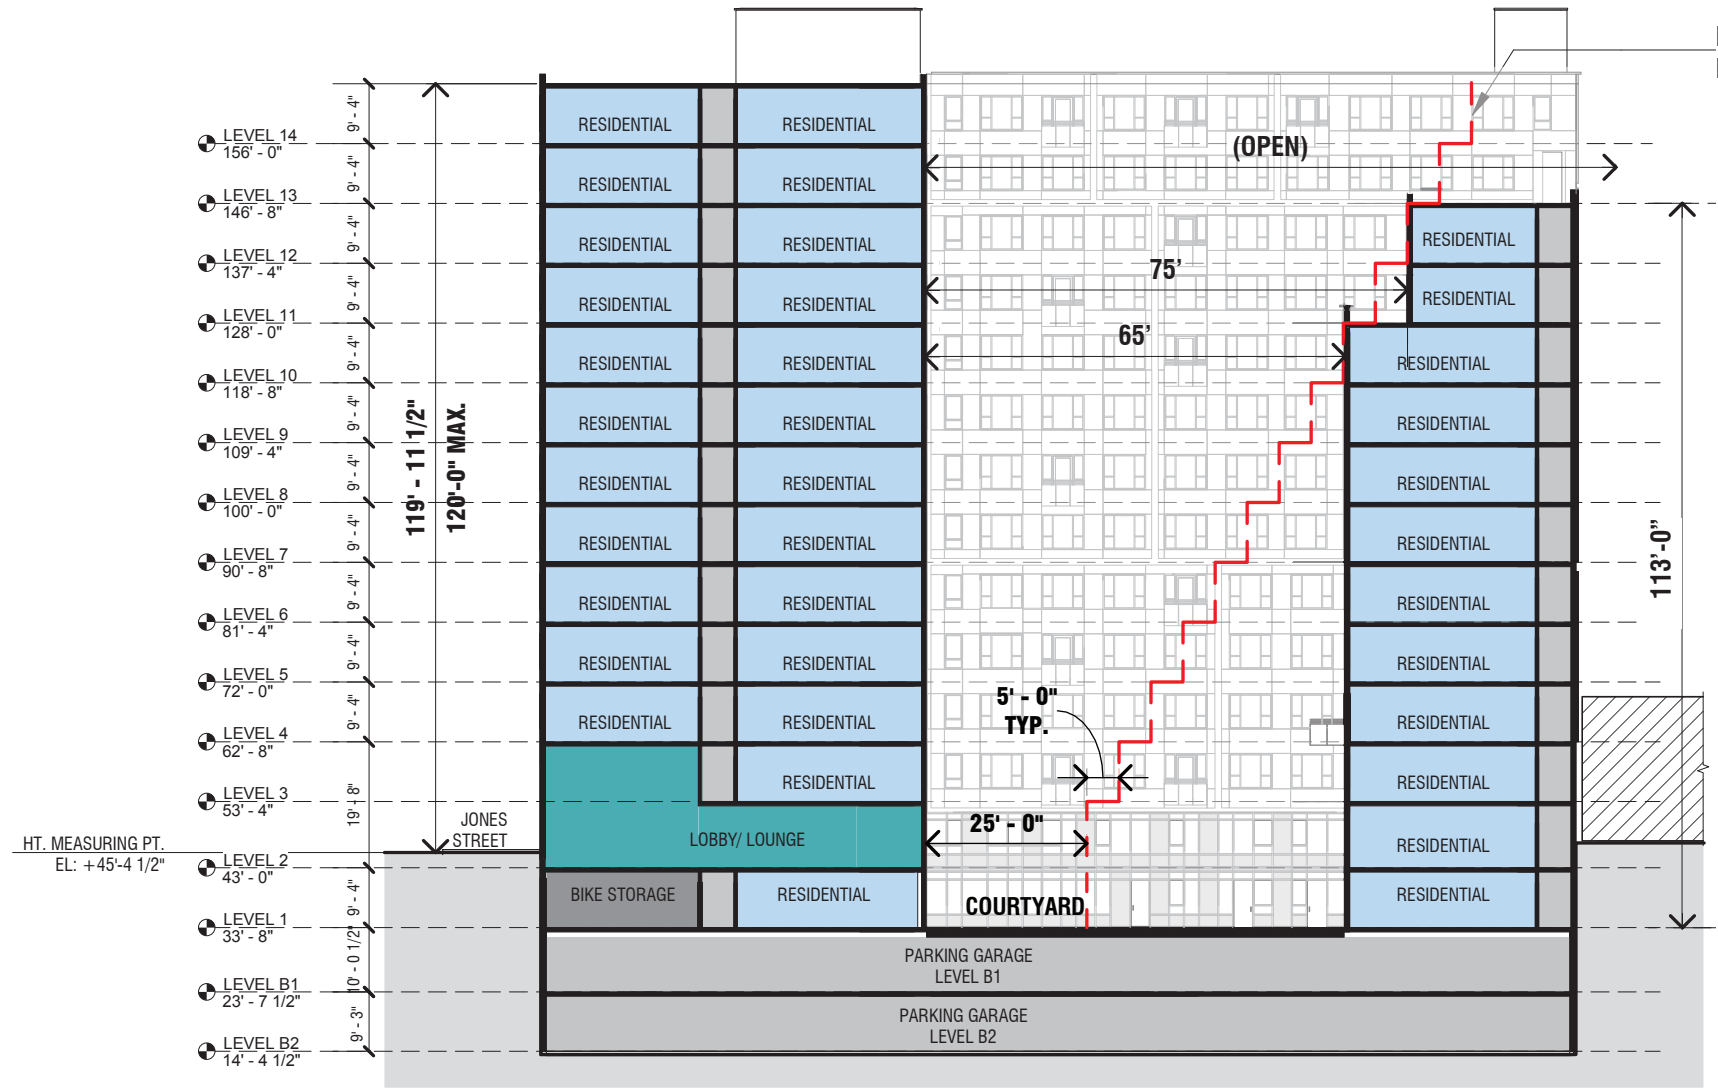 9' - 4"
RESIDENTIAL
RESIDENTIAL
LEVEL 14
156' - 0"
(OPEN)
9' - 4"
RESIDENTIAL
RESIDENTIAL
LEVEL 13
146' - 8"
9' - 4"
RESIDENTIAL
RESIDENTIAL
RESIDENTIAL
LEVEL 12
137' - 4"
75'
9' - 4"
RESIDENTIAL
RESIDENTIAL
RESIDENTIAL
LEVEL 11
128' - 0"
65'
9' - 4"
RESIDENTIAL
RESIDENTIAL
RESIDENTIAL
LEVEL 10
118' - 8"
9' - 4"
RESIDENTIAL
RESIDENTIAL
RESIDENTIAL
LEVEL 9
109' - 4"
119' - 11 1/2"
120'-0" MAX.
9' - 4"
RESIDENTIAL
RESIDENTIAL
RESIDENTIAL
LEVEL 8
100' - 0"
9' - 4"
RESIDENTIAL
RESIDENTIAL
RESIDENTIAL
LEVEL 7
90' - 8"
113'-0"
9' - 4"
RESIDENTIAL
RESIDENTIAL
RESIDENTIAL
LEVEL 6
81' - 4"
9' - 4"
RESIDENTIAL
RESIDENTIAL
RESIDENTIAL
LEVEL 5
72' - 0"
9' - 4"
RESIDENTIAL
RESIDENTIAL
5' - 0"
TYP.
RESIDENTIAL
LEVEL 4
62' - 8"
RESIDENTIAL
RESIDENTIAL
LEVEL 3
53' - 4"
19' - 8"
JONES
STREET
LOBBY/ LOUNGE
25' - 0"
RESIDENTIAL
HT. MEASURING PT.
EL: +45'-4 1/2"
LEVEL 2
43' - 0"
9' - 4"
BIKE STORAGE
RESIDENTIAL
COURTYARD
RESIDENTIAL
LEVEL 1
33' - 8"
10' - 0 1/2"
PARKING GARAGE
LEVEL B1
LEVEL B1
23' - 7 1/2"
9' - 3"
PARKING GARAGE
LEVEL B2
LEVEL B2
14' - 4 1/2"